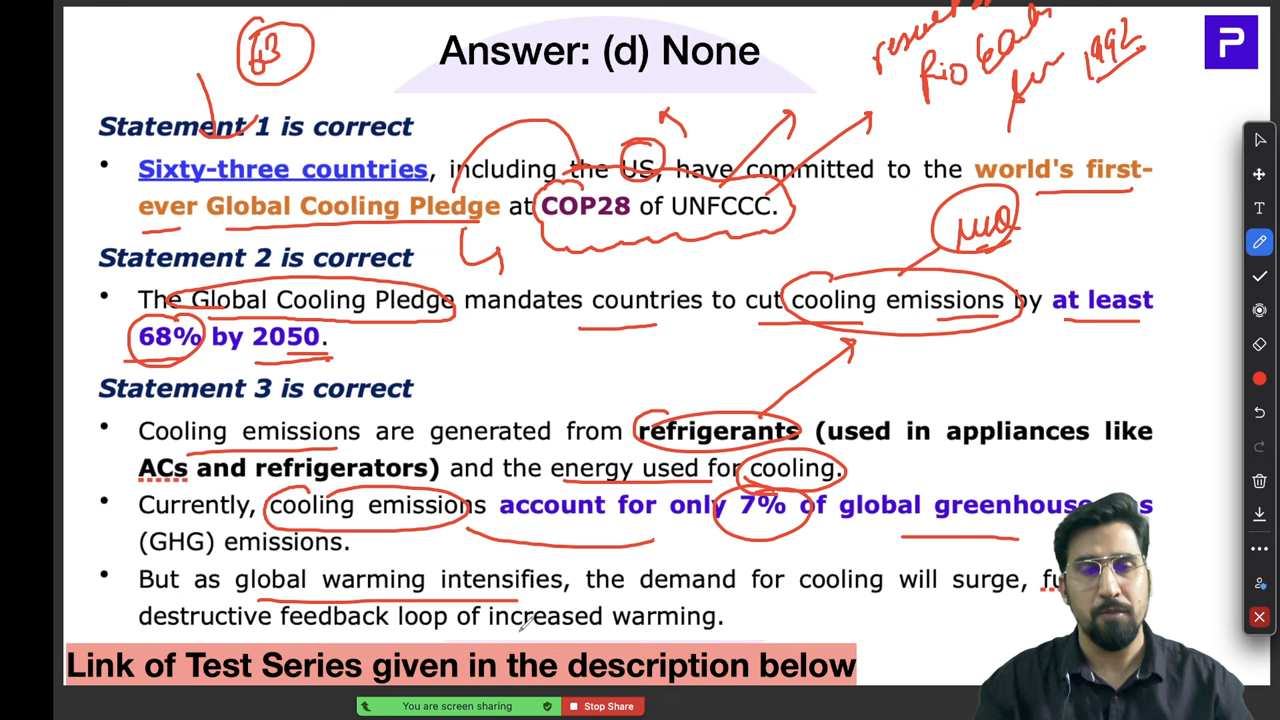 63
Rio
1992
Answer: (d) None
P
Statement 1 is correct
• Sixty-three countries, including the US, have committed to the world's first-
ever Global Cooling Pledge at COP28 of UNFCCC.
Statement 2 is correct
• The Global Cooling Pledge mandates countries to cut cooling emissions by at least
68% by 2050.
Statement 3 is correct
• Cooling emissions are generated from refrigerants (used in appliances like
ACs and refrigerators) and the energy used for cooling.
• Currently, cooling emissions account for only 7% of global greenhouse
(GHG) emissions.
• But as global warming intensifies, the demand for cooling will surge,
destructive feedback loop of increased warming.
Link of Test Series given in the description below
You are screen sharing
Stop Share